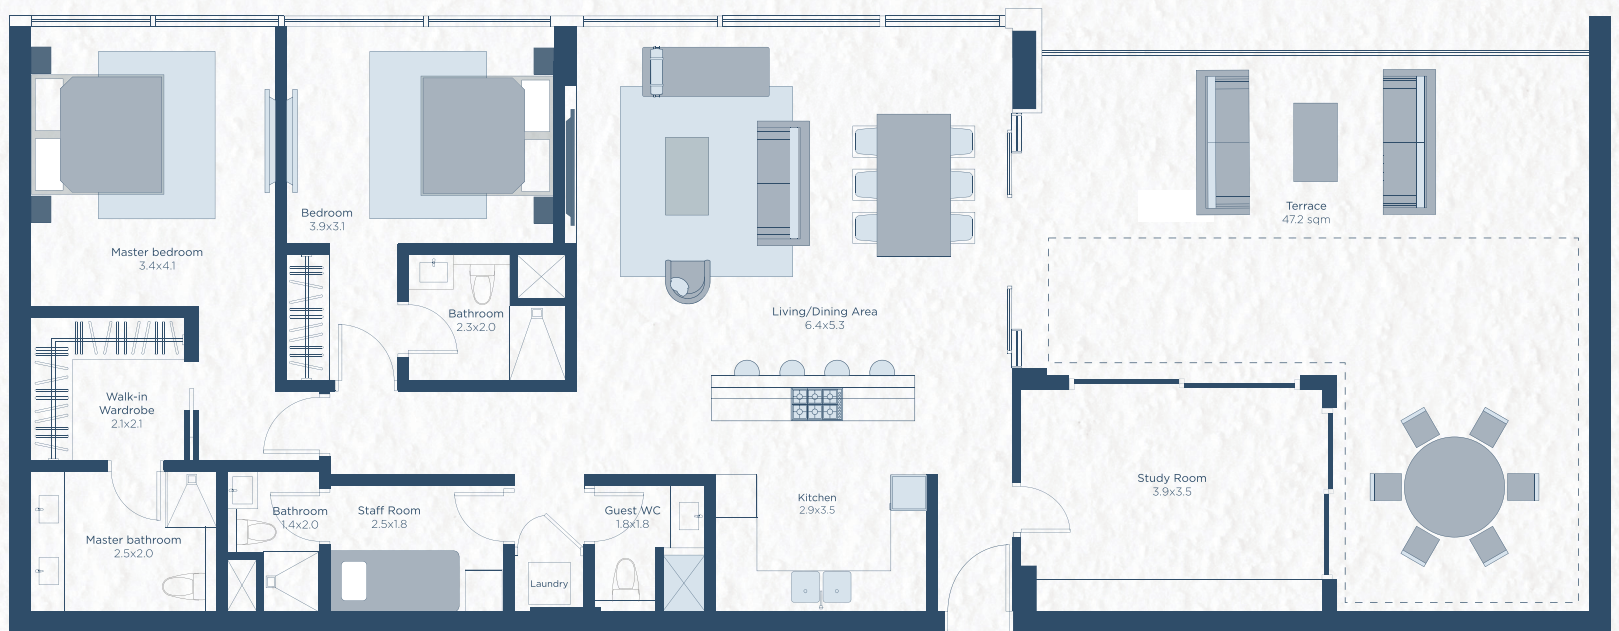 Master bedroom
3.4x4.1
Bedroom
3.9x3.1
Bathroom
2.3x2.0
Living/Dining Area
6.4x5.3
Terrace
47.2 sqm
Walk-in
Wardrobe
2.1x2.1
Master bathroom
2.5x2.0
Bathroom
1.4x2.0
Staff Room
2.5x1.8
Laundry
Guest WC
1.8x1.8
Kitchen
2.9x3.5
Study Room
3.9x3.5